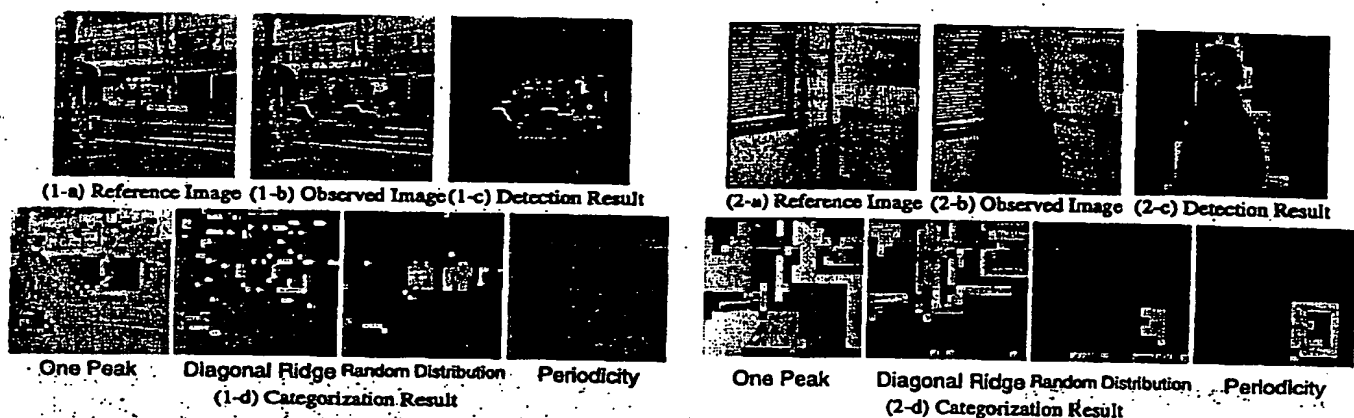 (1-a) Reference Image (1-b) Observed Image (1-c) Detection Result
One Peak Diagonal Ridge Random Distribution Periodicity
(1-d) Categorization Result
(2-a) Reference Image (2-b) Observed Image (2-c) Detection Result
One Peak Diagonal Ridge Random Distribution Periodicity
(2-d) Categorization Result